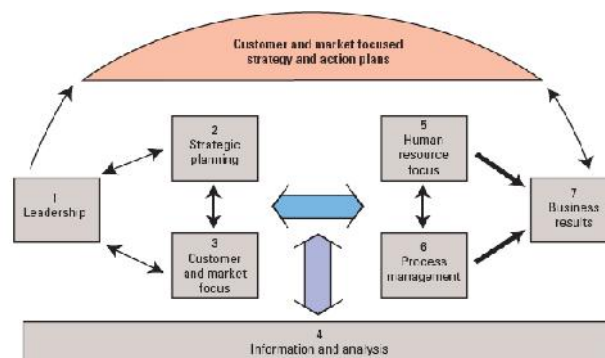 Customer and market focused
strategy and action plans
2
Strategic
planning
5
Human
resource
focus
1
Leadership
7
Business
results
3
Customer
and market
focus
6
Process
management
4
Information and analysis